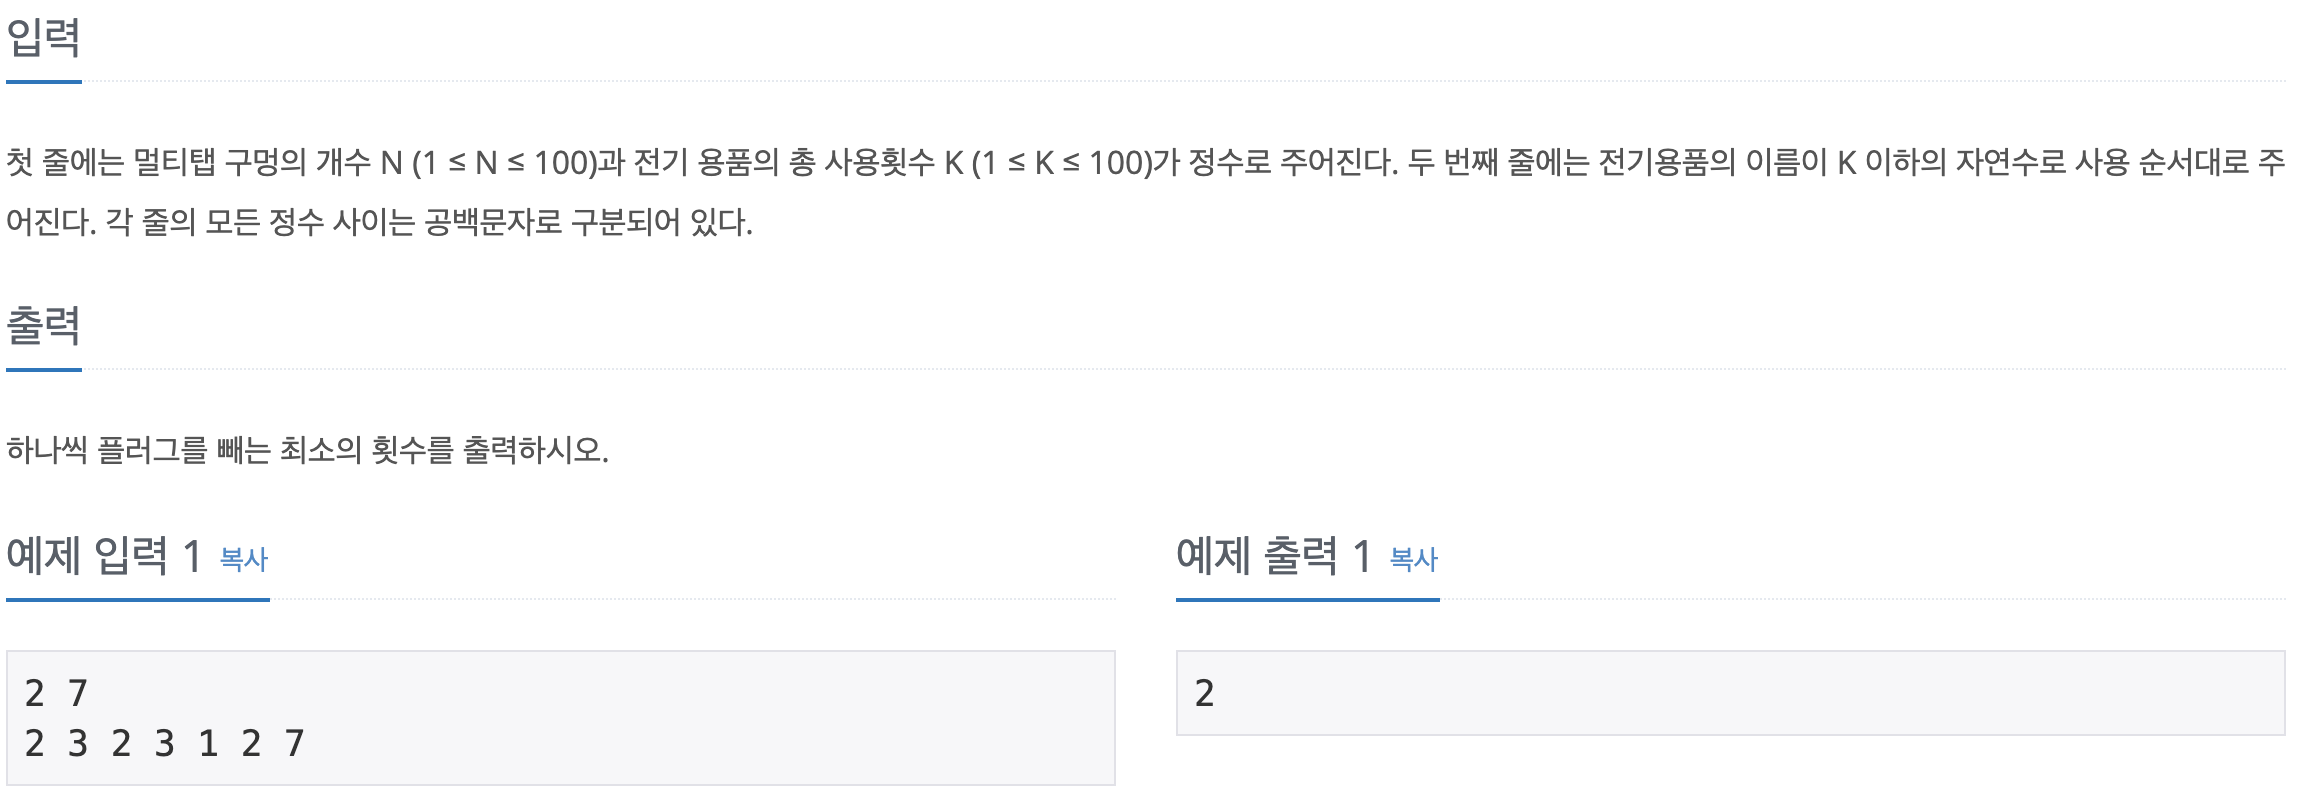 입력
첫 줄에는 멀티탭 구멍의 개수 N (1 ≤ N ≤ 100)과 전기 용품의 총 사용횟수 K (1 ≤ K ≤ 100)가 정수로 주어진다. 두 번째 줄에는 전기용품의 이름이 K 이하의 자연수로 사용 순서대로 주
어진다. 각 줄의 모든 정수 사이는 공백문자로 구분되어 있다.
출력
하나씩 플러그를 빼는 최소의 횟수를 출력하시오.
예제 입력 1 복사
2 7
2 3 2 3 1 2 7
예제 출력 1 복사
2